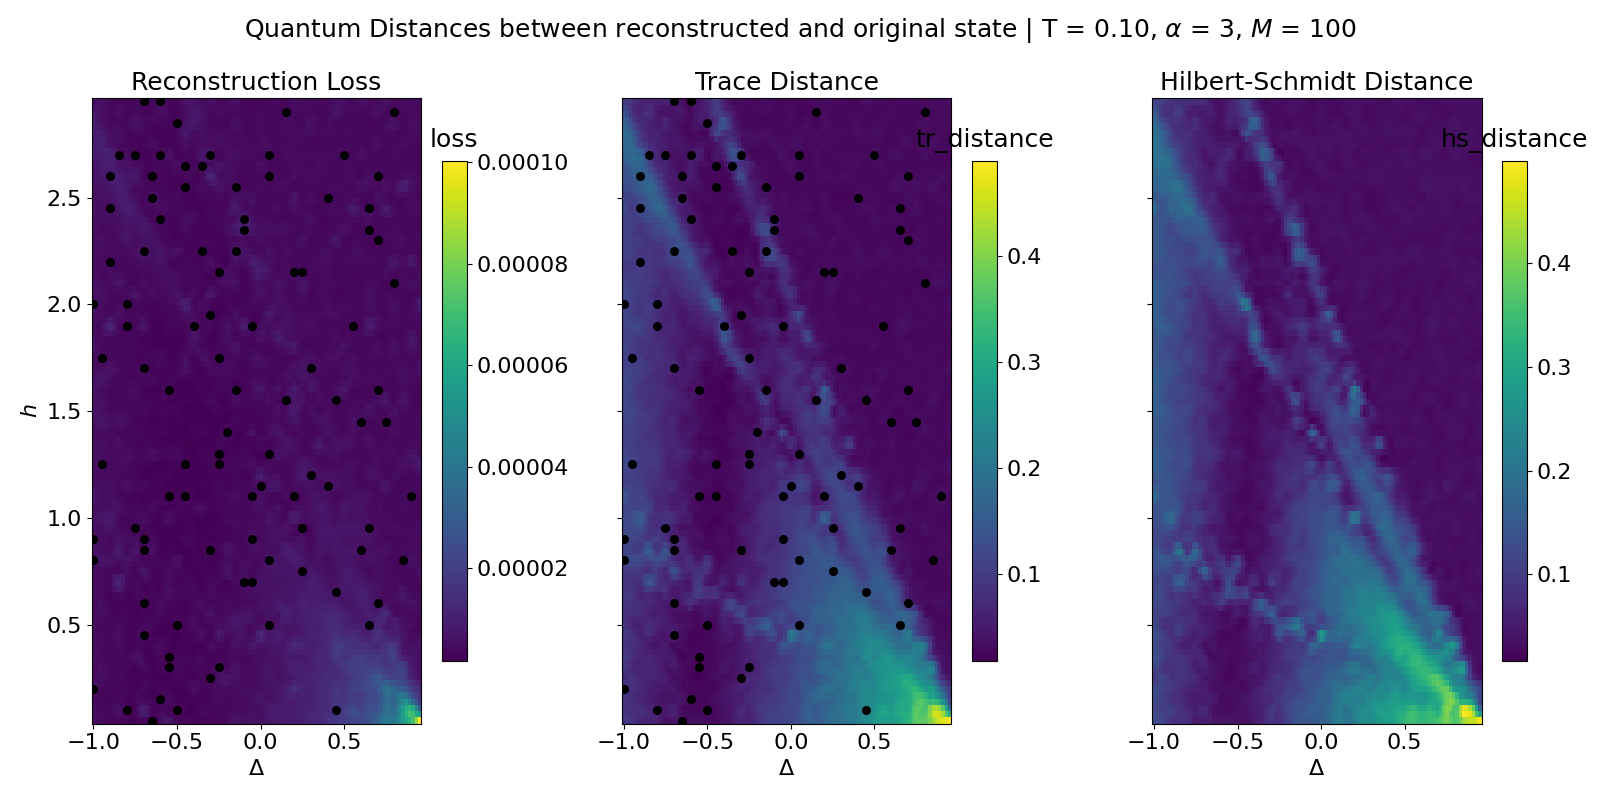 Quantum Distances between reconstructed and original state | T = 0.10, α = 3, M = 100
Reconstruction Loss
Trace Distance
Hilbert-Schmidt Distance
loss
tr_distance
hs_distance
0.00010
0.00008
0.00006
0.00004
0.00002
0.4
0.3
0.2
0.1
0.4
0.3
0.2
0.1
h
2.5
2.0
1.5
1.0
0.5
−1.0 −0.5 0.0 0.5
−1.0 −0.5 0.0 0.5
−1.0 −0.5 0.0 0.5
Δ
Δ
Δ